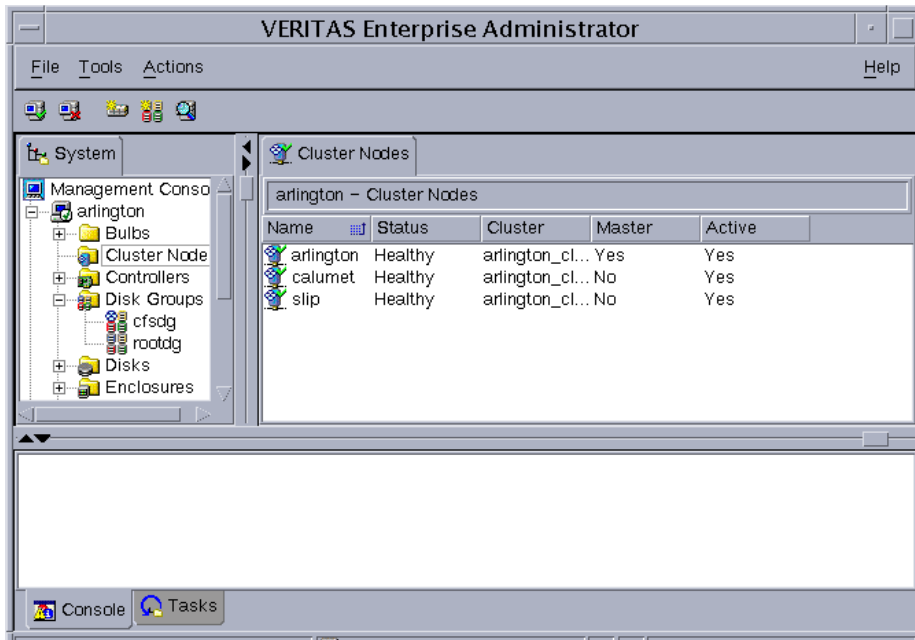 VERITAS Enterprise Administrator
File Tools Actions Help
System
Management Conso
arlington
Bulbs
Cluster Node
Controllers
Disk Groups
cfsdg
rootdg
Disks
Enclosures
Cluster Nodes
arlington - Cluster Nodes
Name Status Cluster Master Active
arlington Healthy arlington_cl... Yes Yes
calumet Healthy arlington_cl... No Yes
slip Healthy arlington_cl... No Yes
Console Tasks